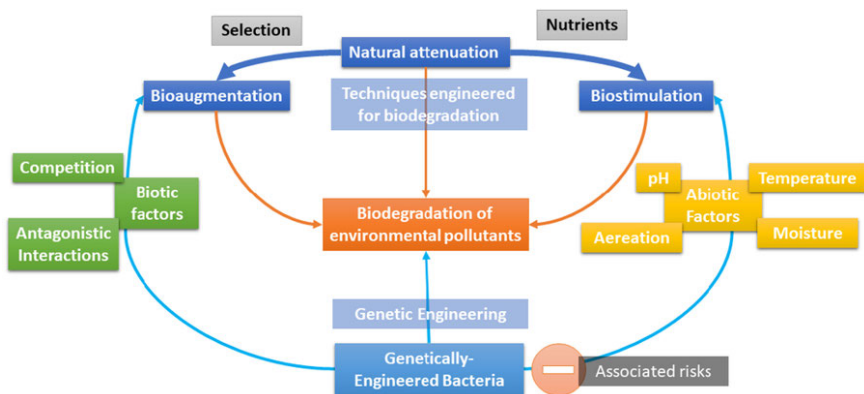 Selection
Nutrients
Natural attenuation
Bioaugmentation
Techniques engineered
for biodegradation
Biostimulation
Competition
Biotic
factors
Antagonistic
Interactions
Biodegradation of
environmental pollutants
pH
Temperature
Abiotic
Factors
Aereation
Moisture
Genetic Engineering
Genetically-
Engineered Bacteria
Associated risks